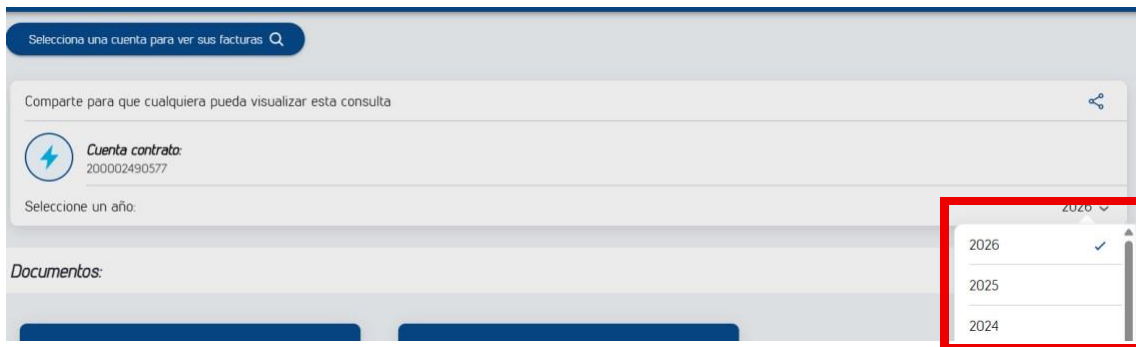 Selecciona una cuenta para ver sus facturas
Comparte para que cualquiera pueda visualizar esta consulta
Cuenta contrato:
200002490577
Seleccione un año:
2026
2026
2025
2024
Documentos: